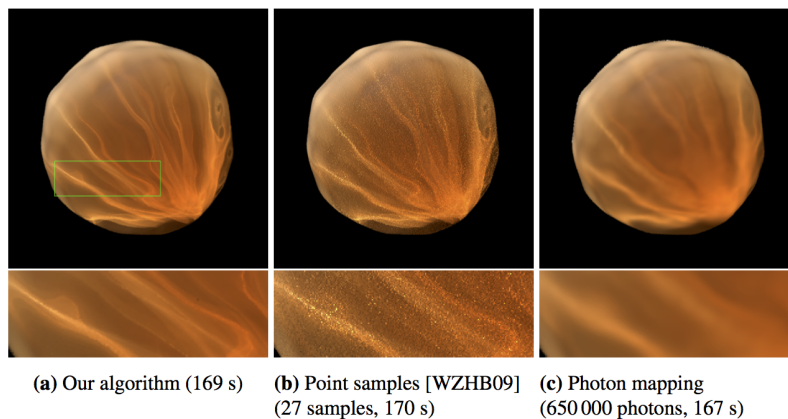 (a) Our algorithm (169 s)
(b) Point samples [WZHB09]
(27 samples, 170 s)
(c) Photon mapping
(650 000 photons, 167 s)